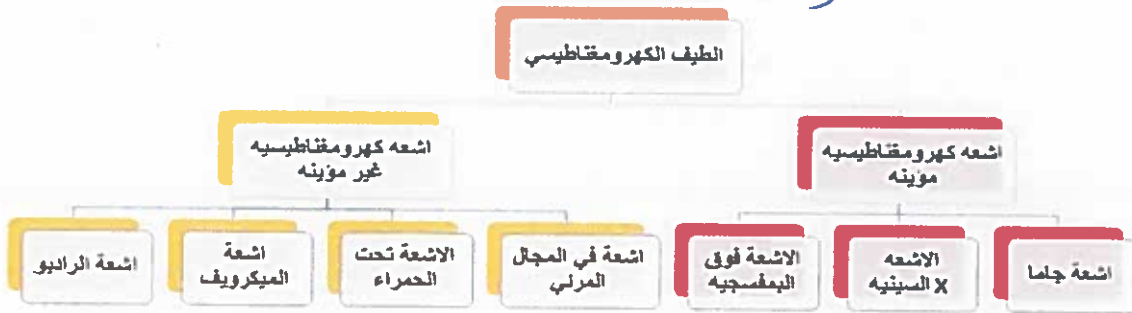 الطيف الكهرومغناطيسي
اشعه كهرومغناطيسيه
مؤينه
اشعه كهرومغناطيسيه
غير مؤينه
اشعة جاما
الاشعه
السينيه X
الاشعة فوق
البمفسجيه
اشعة في المجال
المرئي
الاشعة تحت
الحمراء
اشعة
الميكرويف
اشعة الراديو